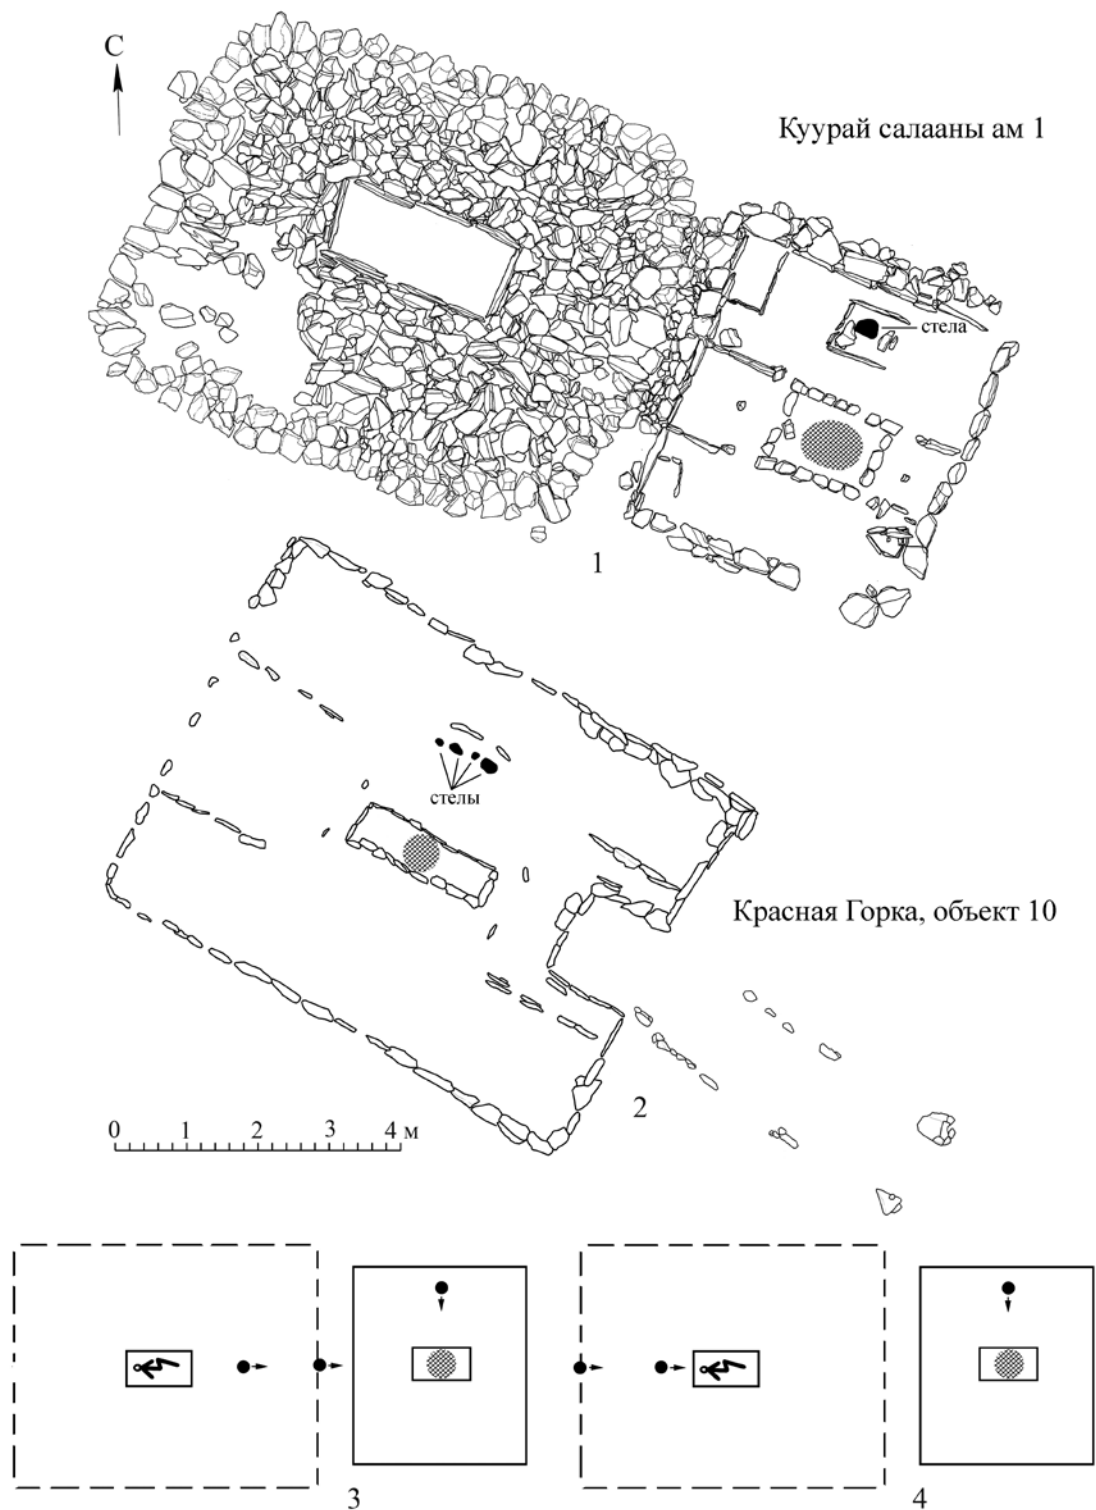 С
Куурай салааны ам 1
стела
1
стелы
Красная Горка, объект 10
2
0 1 2 3 4 м
3
4